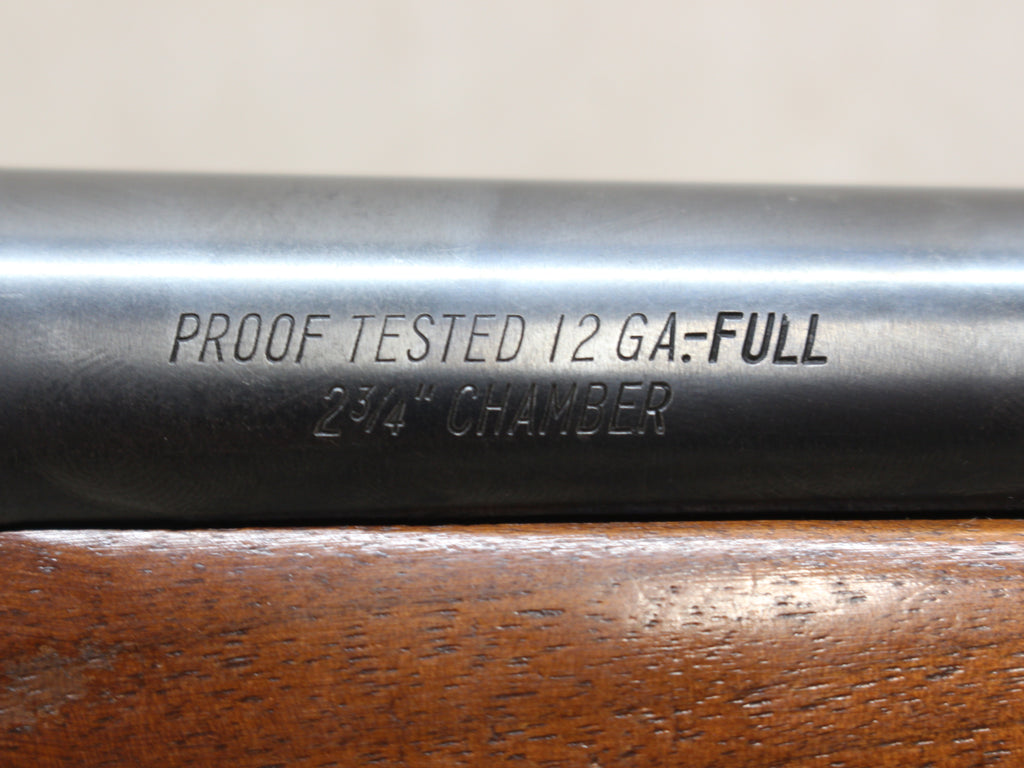 PROOF TESTED 12 GA.-FULL
2 3/4" CHAMBER